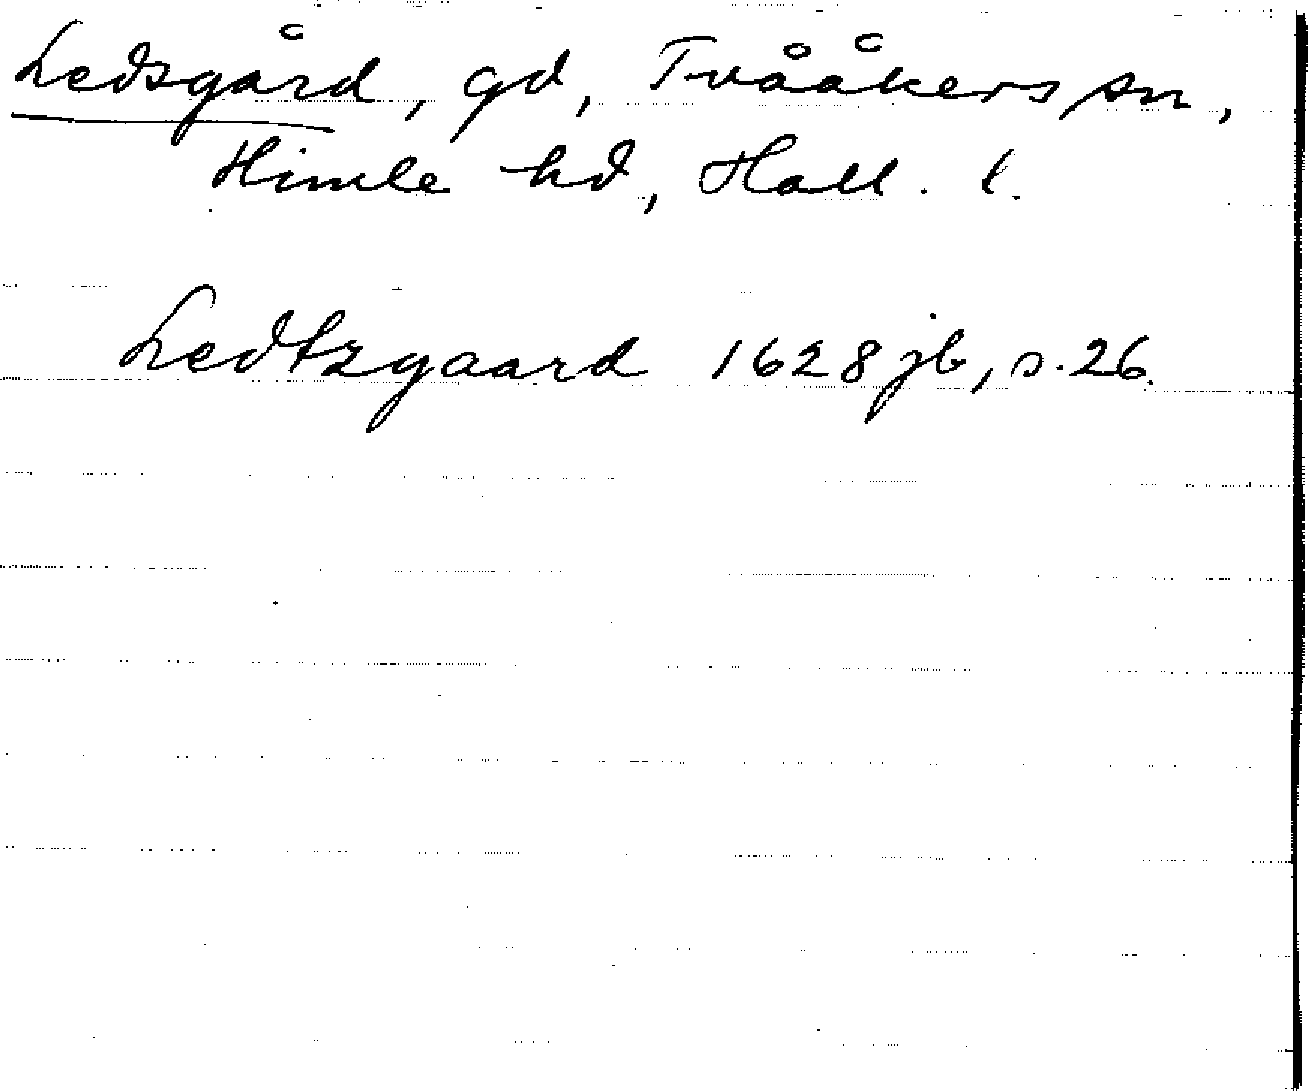 Ledsgård, gd, Tvååkers sn,
Himle hd, Hall. l.
Ledtzgaard 1628 jb, s. 26.